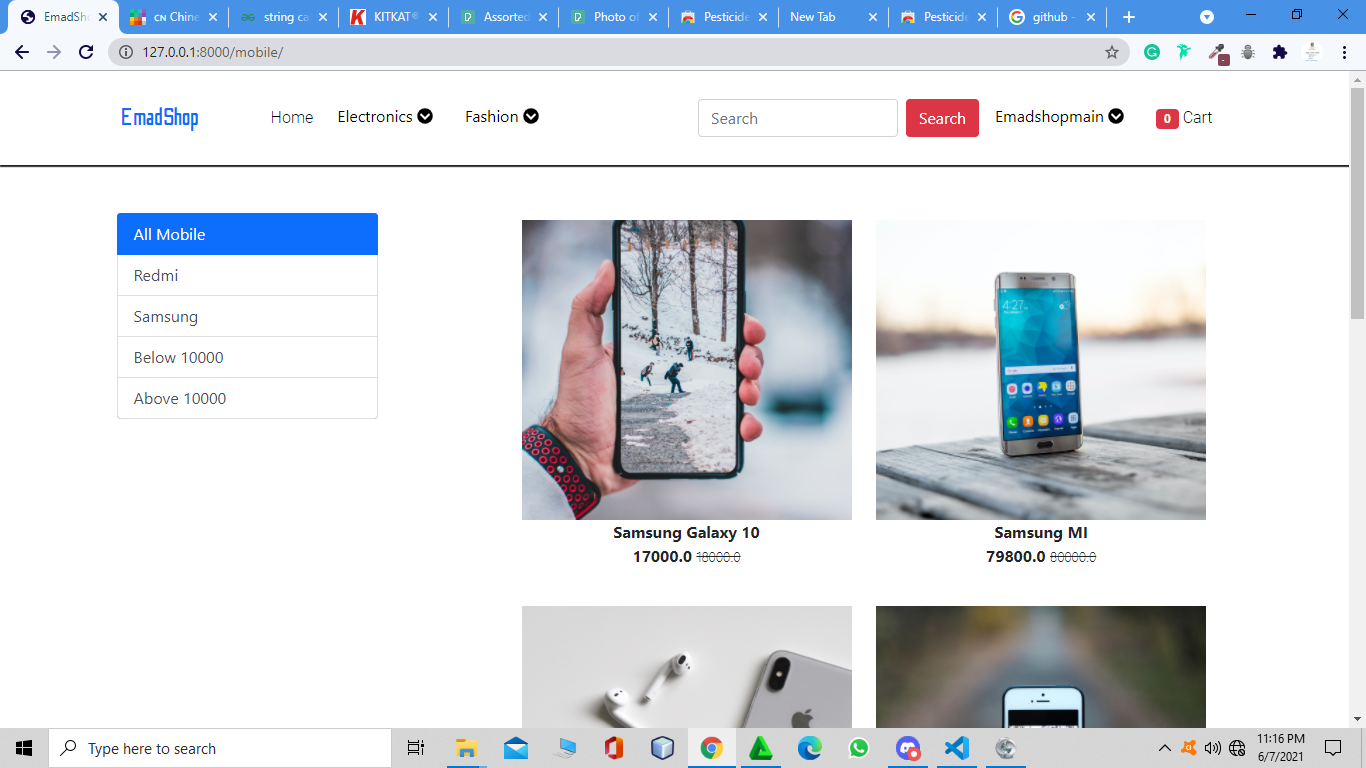 EmadSho
CN Chine
string ca
KITKAT®
Assorted
Photo of
Pesticide
New Tab
Pesticide
github -
127.0.0.1:8000/mobile/
EmadShop
Home
Electronics
Fashion
Search
Search
Emadshopmain
0 Cart
All Mobile
Redmi
Samsung
Below 10000
Above 10000
4:27
Samsung Galaxy 10
17000.0 18000.0
Samsung MI
79800.0 80000.0
Type here to search
11:16 PM
6/7/2021